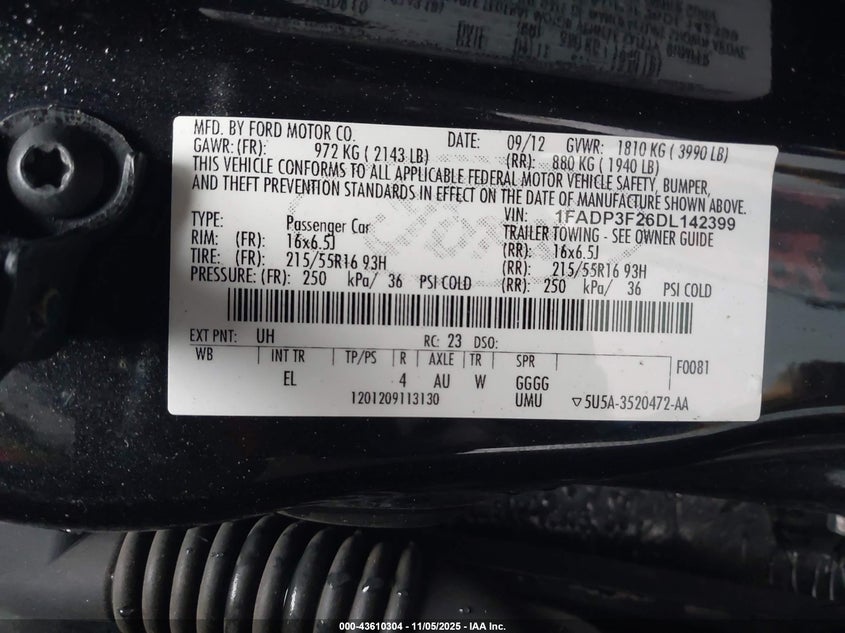 MFD. BY FORD MOTOR CO. DATE: 09/12 GVWR: 1810 KG ( 3990 LB)
GAWR:(FR): 972 KG ( 2143 LB) (RR): 880 KG ( 1940 LB)
THIS VEHICLE CONFORMS TO ALL APPLICABLE FEDERAL MOTOR VEHICLE SAFETY, BUMPER,
AND THEFT PREVENTION STANDARDS IN EFFECT ON THE DATE OF MANUFACTURE SHOWN ABOVE.
VIN: 1FADP3F26DL142399
TYPE: Passenger Car TRAILER TOWING - SEE OWNER GUIDE
RIM: (FR): 16x6.5J (RR): 16x6.5J
TIRE: (FR): 215/55R16 93H (RR): 215/55R16 93H
PRESSURE: (FR): 250 kPa/ 36 PSI COLD (RR): 250 kPa/ 36 PSI COLD
EXT PNT: UH RC: 23 DSO:
WB INT TR TP/PS R AXLE TR SPR F0081
EL 4 AU W GGGG
1201209113130 UMU ▽5U5A-3520472-AA
000-43610304 - 11/05/2025 - IAA Inc.